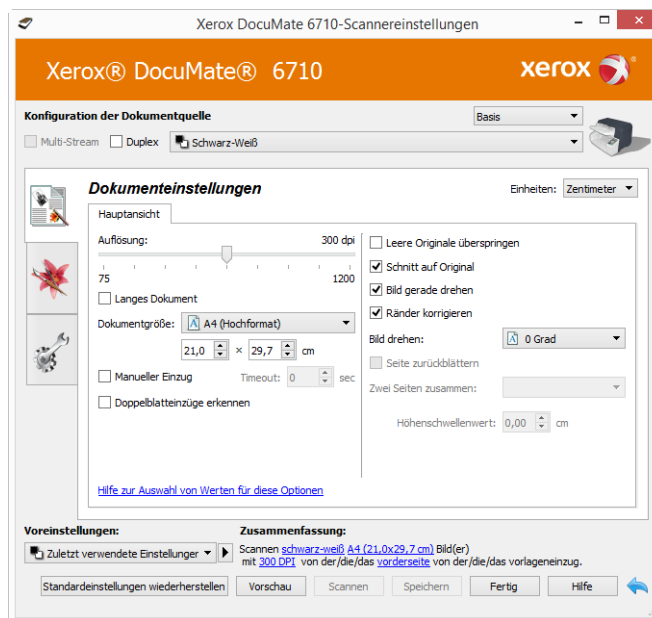 Xerox DocuMate 6710-Scannereinstellungen
Xerox® DocuMate® 6710
xerox
Konfiguration der Dokumentquelle
Basis
Multi-Stream
Duplex
Schwarz-Weiß
Dokumenteinstellungen
Einheiten:
Zentimeter
Hauptansicht
Auflösung:
300 dpi
75
1200
Langes Dokument
Dokumentgröße:
A4 (Hochformat)
21,0 × 29,7 cm
Manueller Einzug
Timeout: 0 sec
Doppelblatteinzüge erkennen
Leere Originale überspringen
Schnitt auf Original
Bild gerade drehen
Ränder korrigieren
Bild drehen:
0 Grad
Seite zurückblättern
Zwei Seiten zusammen:
Höhenschwellenwert: 0,00 cm
Hilfe zur Auswahl von Werten für diese Optionen
Voreinstellungen:
Zuletzt verwendete Einstellunger
Zusammenfassung:
Scannen schwarz-weiß A4 (21,0x29,7 cm) Bild(er)
mit 300 DPI von der/die/das vorderseite von der/die/das vorlageneinzug.
Standardeinstellungen wiederherstellen
Vorschau
Scannen
Speichern
Fertig
Hilfe